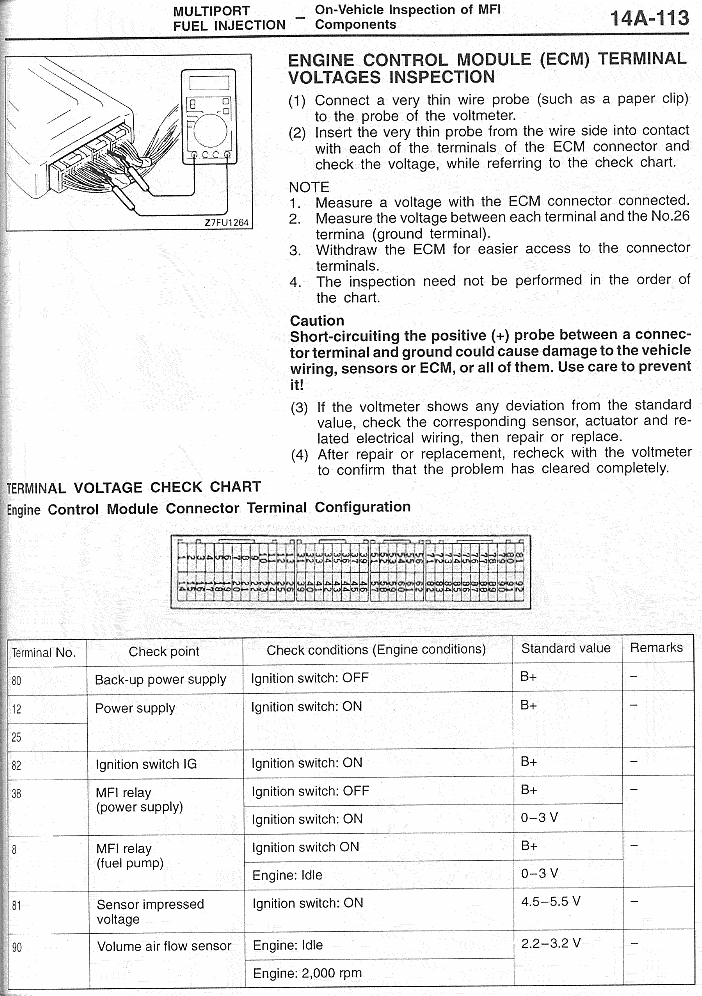 MULTIPORT
FUEL INJECTION
– On-Vehicle Inspection of MFI
Components
14A-113
Z7FU1264
ENGINE CONTROL MODULE (ECM) TERMINAL
VOLTAGES INSPECTION
(1) Connect a very thin wire probe (such as a paper clip)
to the probe of the voltmeter.
(2) Insert the very thin probe from the wire side into contact
with each of the terminals of the ECM connector and
check the voltage, while referring to the check chart.
NOTE
1. Measure a voltage with the ECM connector connected.
2. Measure the voltage between each terminal and the No.26
termina (ground terminal).
3. Withdraw the ECM for easier access to the connector
terminals.
4. The inspection need not be performed in the order of
the chart.
Caution
Short-circuiting the positive (+) probe between a connec-
tor terminal and ground could cause damage to the vehicle
wiring, sensors or ECM, or all of them. Use care to prevent
it!
(3) If the voltmeter shows any deviation from the standard
value, check the corresponding sensor, actuator and re-
lated electrical wiring, then repair or replace.
(4) After repair or replacement, recheck with the voltmeter
to confirm that the problem has cleared completely.
TERMINAL VOLTAGE CHECK CHART
Engine Control Module Connector Terminal Configuration
Terminal No. Check point Check conditions (Engine conditions) Standard value Remarks
80 Back-up power supply Ignition switch: OFF B+ –
12 Power supply Ignition switch: ON B+ –
25
82 Ignition switch IG Ignition switch: ON B+ –
38 MFI relay Ignition switch: OFF B+ –
(power supply)
Ignition switch: ON 0–3 V
8 MFI relay Ignition switch ON B+ –
(fuel pump)
Engine: Idle 0–3 V
81 Sensor impressed Ignition switch: ON 4.5–5.5 V –
voltage
90 Volume air flow sensor Engine: Idle 2.2–3.2 V –
Engine: 2,000 rpm